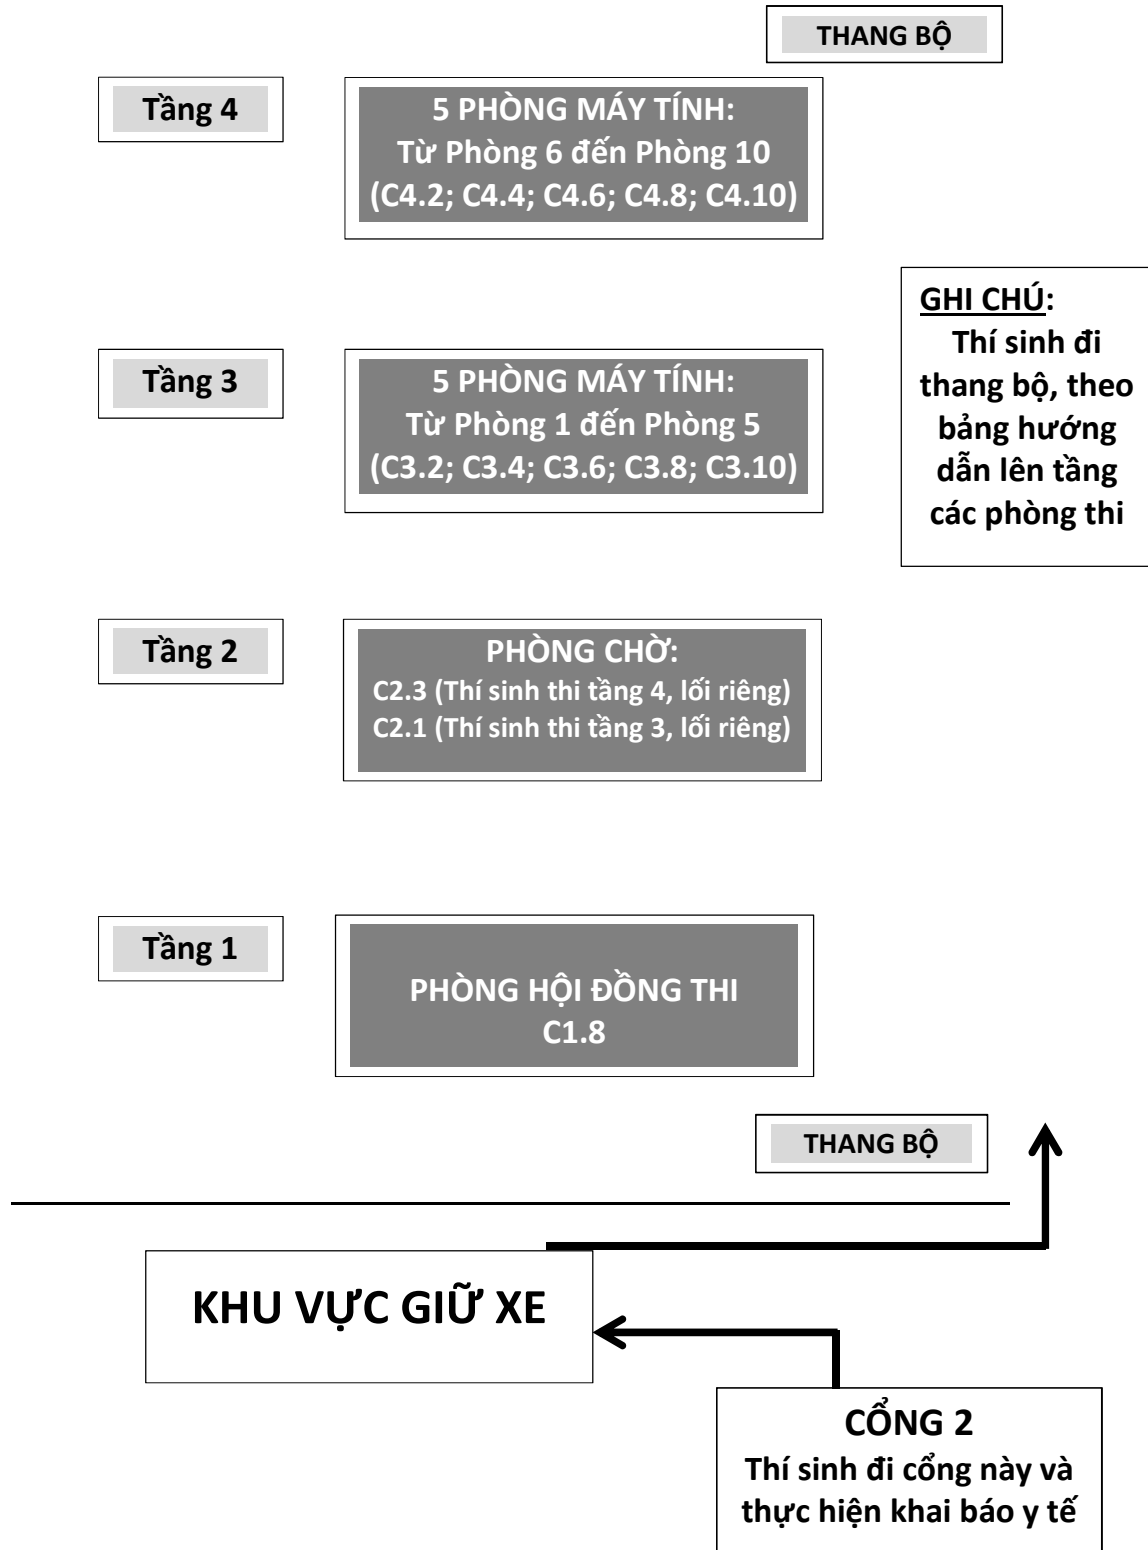 THANG BỘ
Tầng 4
5 PHÒNG MÁY TÍNH:
Từ Phòng 6 đến Phòng 10
(C4.2; C4.4; C4.6; C4.8; C4.10)
GHI CHÚ:
Thí sinh đi
thang bộ, theo
bảng hướng
dẫn lên tầng
các phòng thi
Tầng 3
5 PHÒNG MÁY TÍNH:
Từ Phòng 1 đến Phòng 5
(C3.2; C3.4; C3.6; C3.8; C3.10)
Tầng 2
PHÒNG CHỜ:
C2.3 (Thí sinh thi tầng 4, lối riêng)
C2.1 (Thí sinh thi tầng 3, lối riêng)
Tầng 1
PHÒNG HỘI ĐỒNG THI
C1.8
THANG BỘ
KHU VỰC GIỮ XE
CỔNG 2
Thí sinh đi cổng này và
thực hiện khai báo y tế